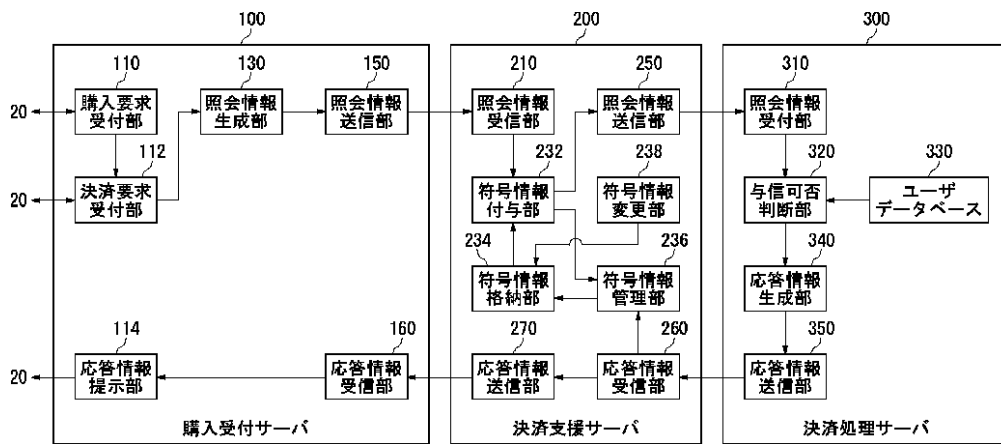 100
200
300
110
130
150
210
250
310
20
購入要求
受付部
照会情報
生成部
照会情報
送信部
照会情報
受信部
照会情報
送信部
照会情報
受付部
112
232
238
320
330
20
決済要求
受付部
符号情報
付与部
符号情報
変更部
与信可否
判断部
ユーザ
データベース
234
236
340
符号情報
格納部
符号情報
管理部
応答情報
生成部
114
160
270
260
350
20
応答情報
提示部
応答情報
受信部
応答情報
送信部
応答情報
受信部
応答情報
送信部
購入受付サーバ
決済支援サーバ
決済処理サーバ